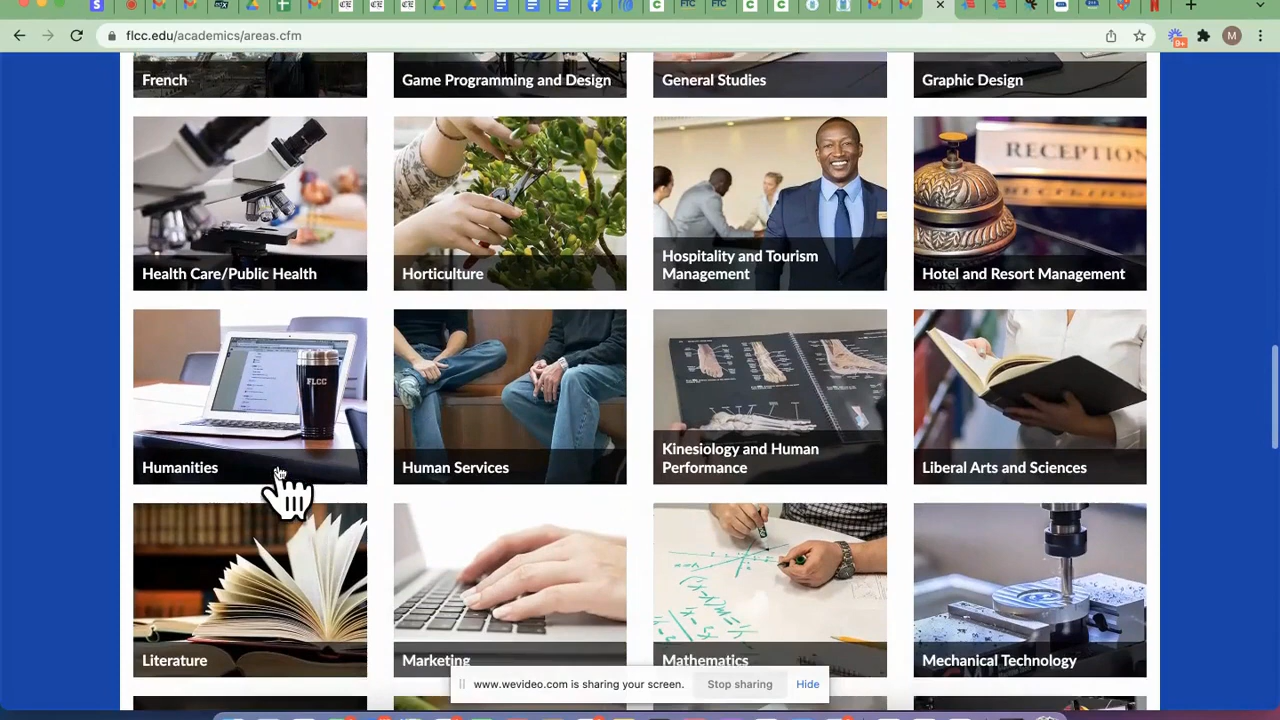 flcc.edu/academics/areas.cfm
9+
M
French
Game Programming and Design
General Studies
Graphic Design
RECEPTION
Health Care/Public Health
Horticulture
Hospitality and Tourism
Management
Hotel and Resort Management
FLCC
Humanities
Human Services
Kinesiology and Human
Performance
Liberal Arts and Sciences
Literature
Marketing
Mathematics
Mechanical Technology
www.wevideo.com is sharing your screen.
Stop sharing
Hide